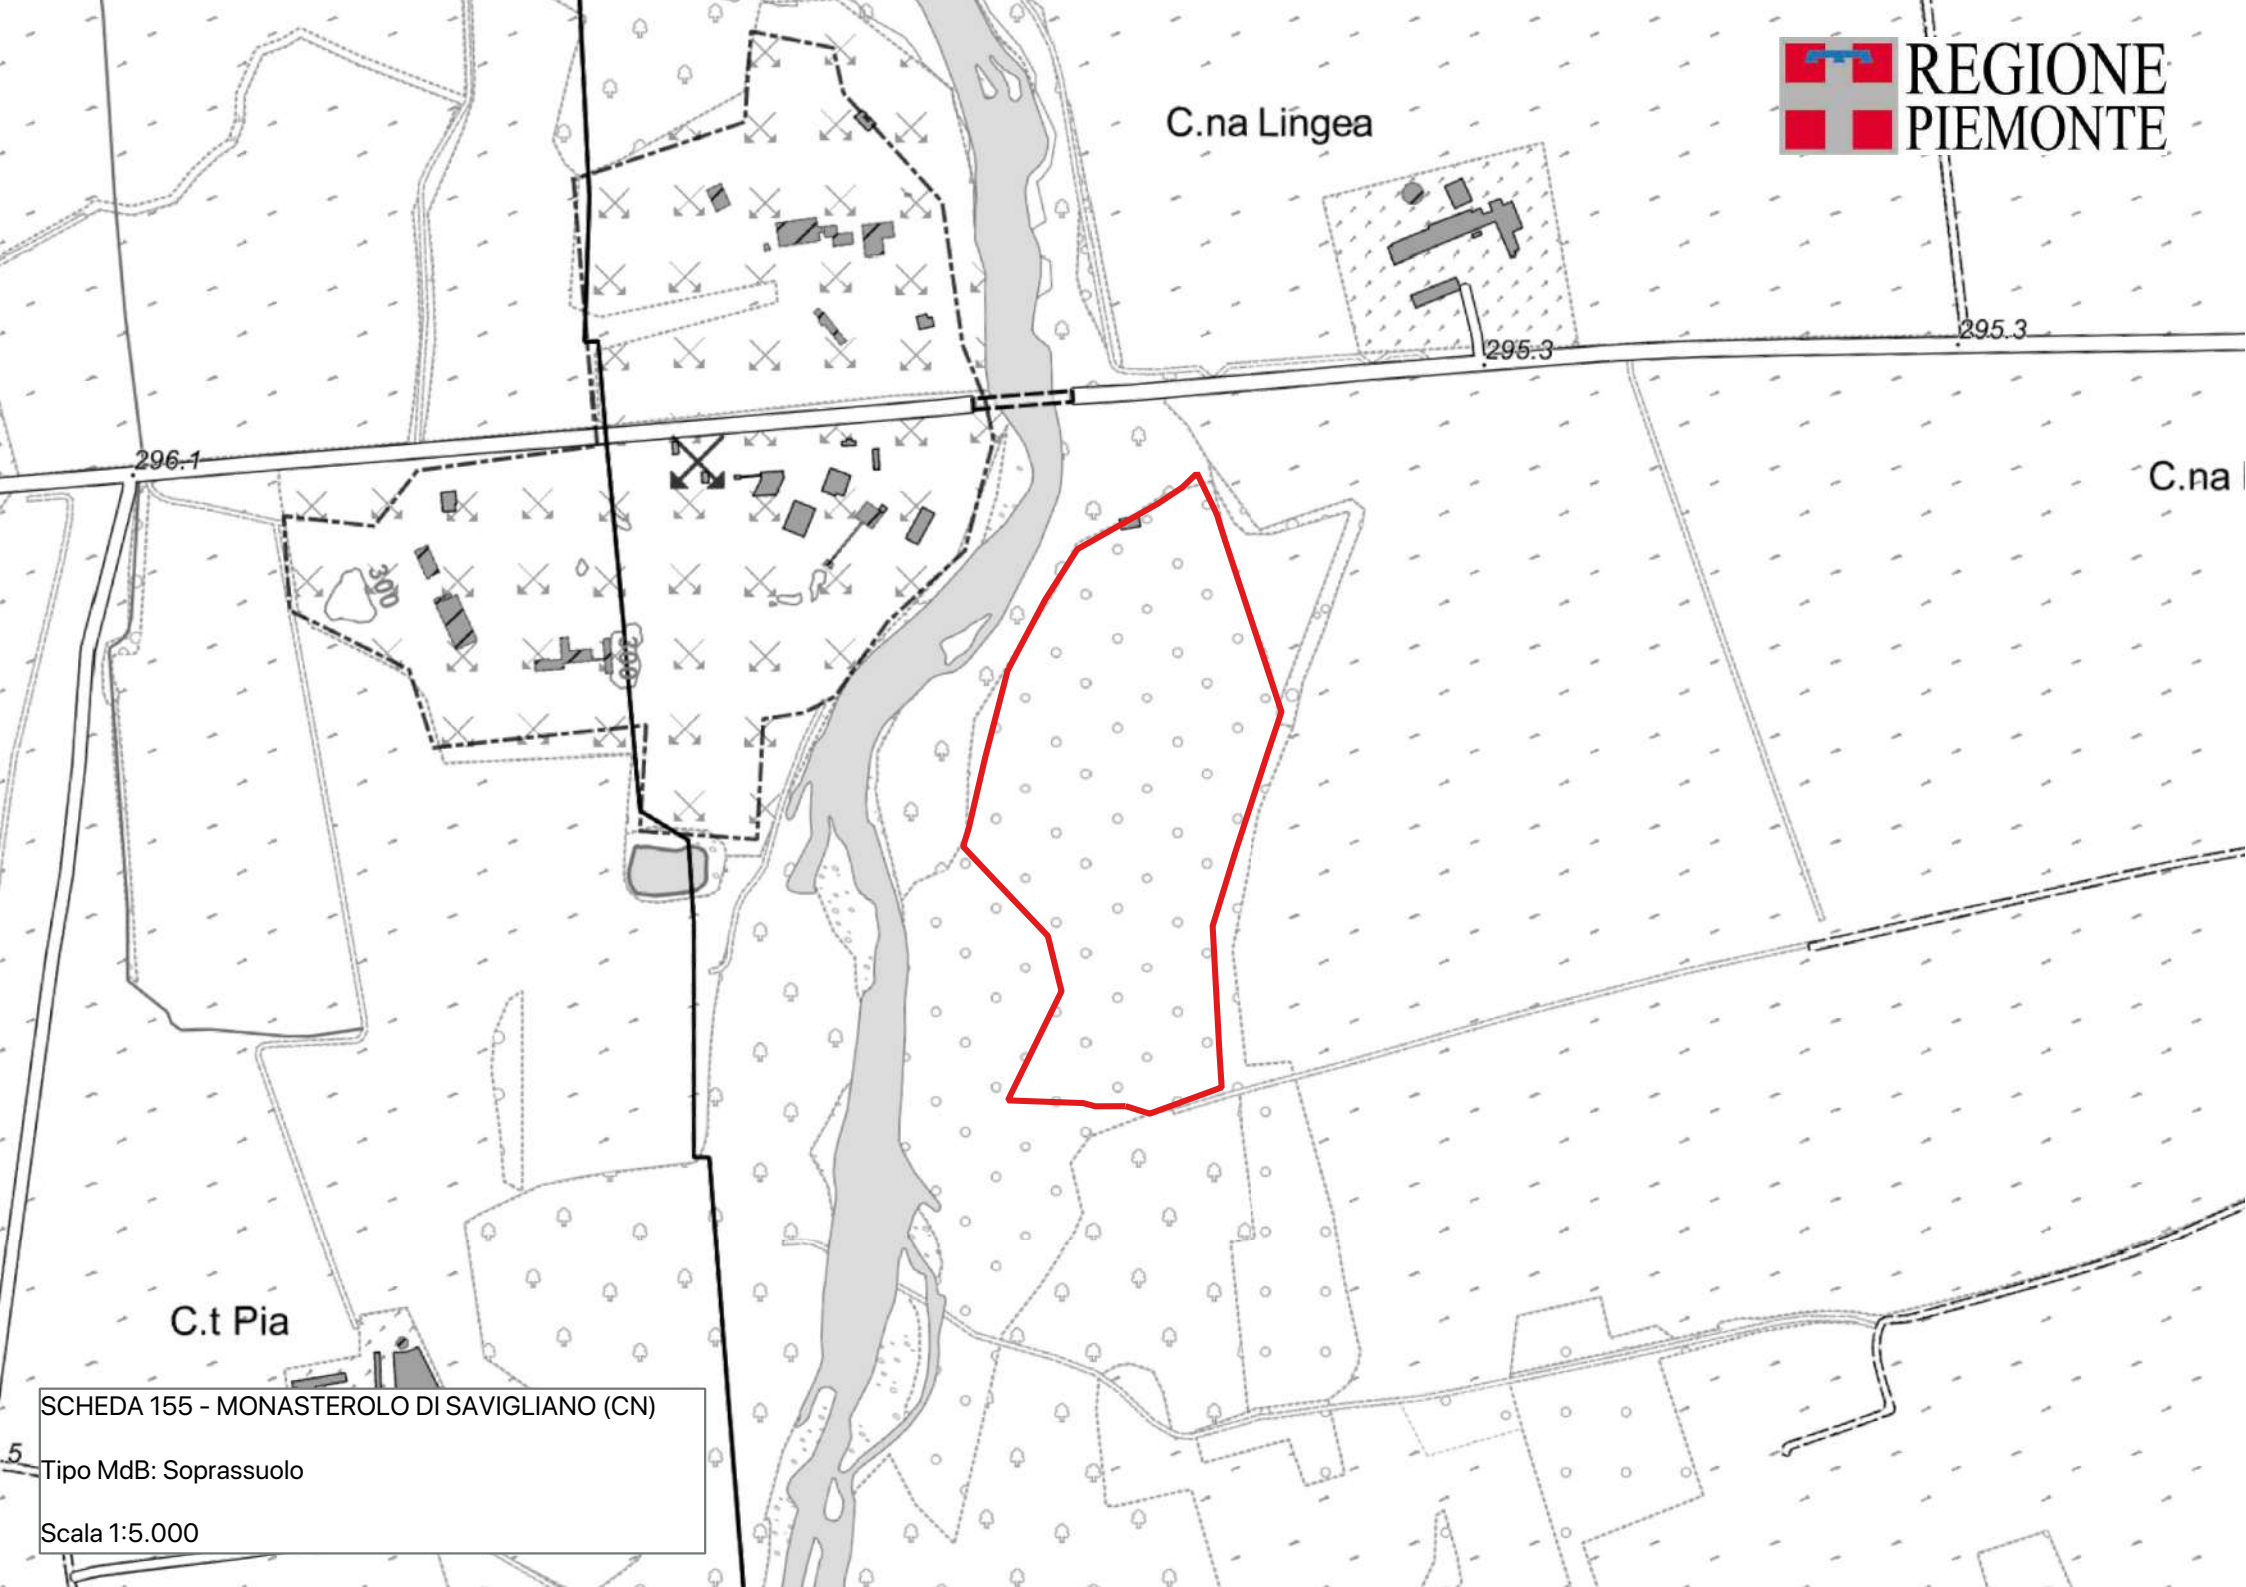 REGIONE
PIEMONTE
C.na Lingea
295.3
295.3
296.1
C.na
300
300
C.t Pia
SCHEDA 155 - MONASTEROLO DI SAVIGLIANO (CN)
5
Tipo MdB: Soprassuolo
Scala 1:5.000